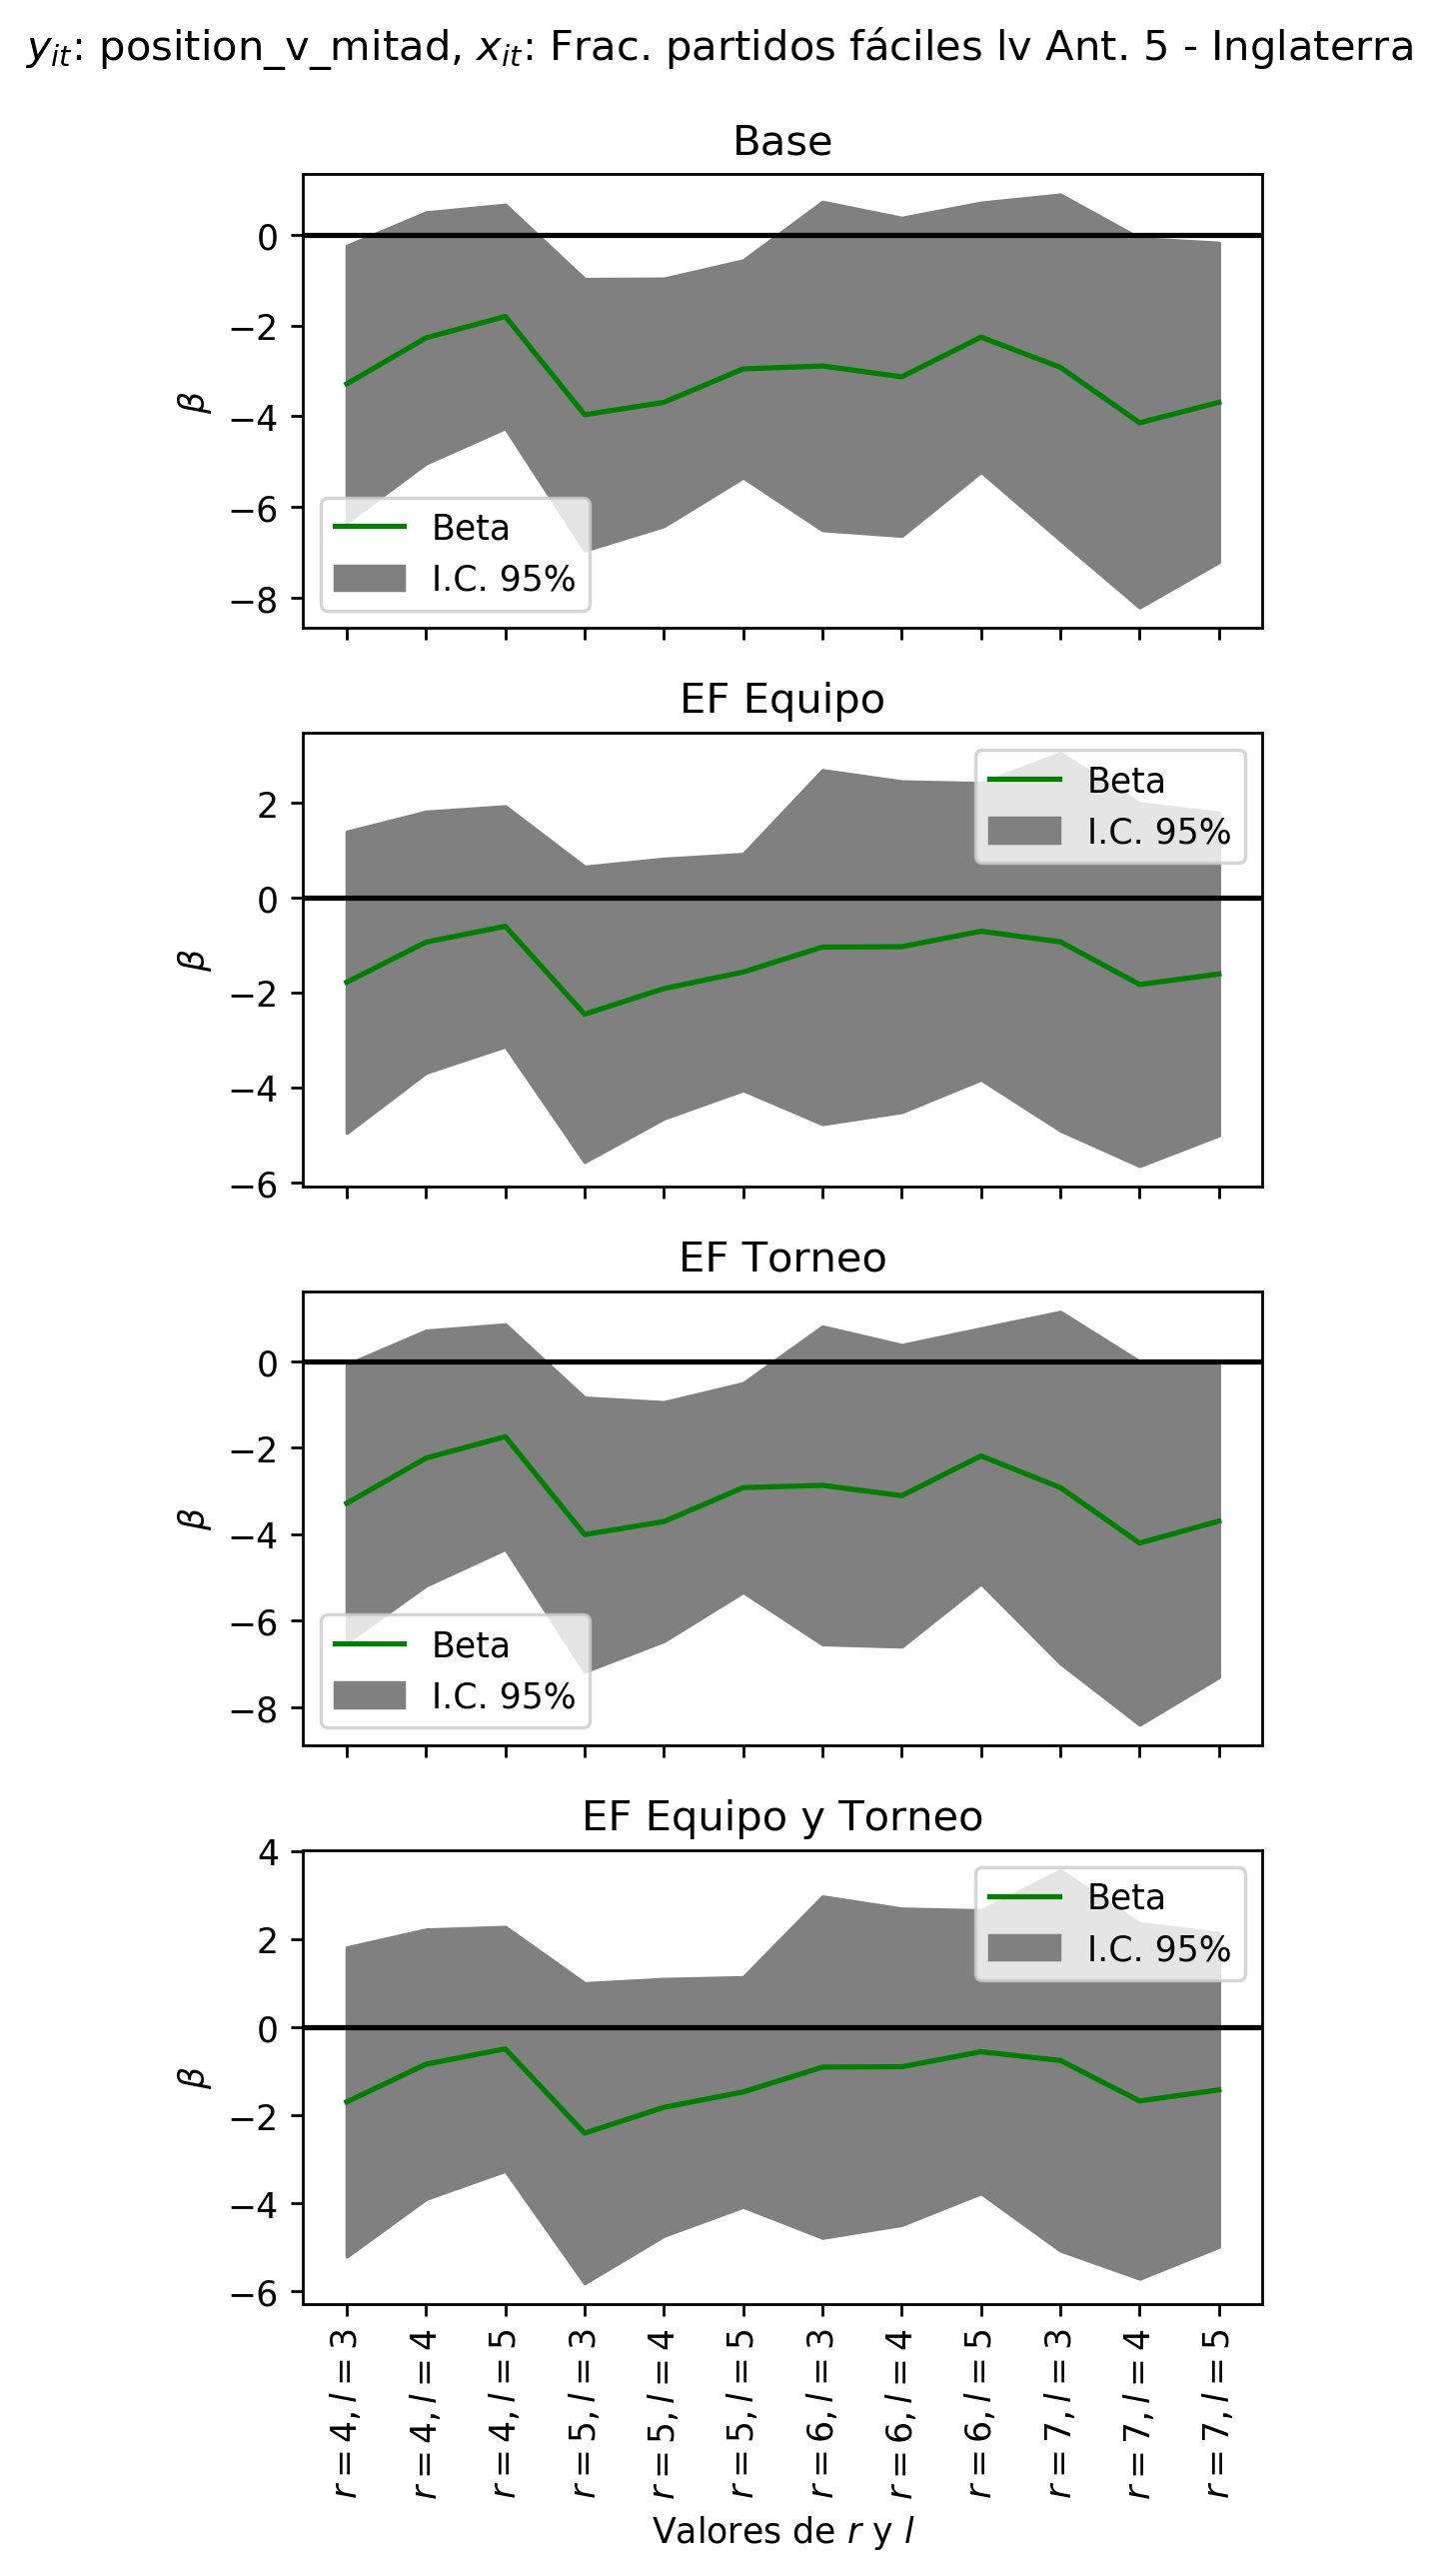 y_it: position_v_mitad, x_it: Frac. partidos fáciles lv Ant. 5 - Inglaterra
Base
0
−2
−4
−6
−8
β
Beta
I.C. 95%
EF Equipo
2
0
−2
−4
−6
β
Beta
I.C. 95%
EF Torneo
0
−2
−4
−6
−8
β
Beta
I.C. 95%
EF Equipo y Torneo
4
2
0
−2
−4
−6
β
Beta
I.C. 95%
r = 4, l = 3
r = 4, l = 4
r = 4, l = 5
r = 5, l = 3
r = 5, l = 4
r = 5, l = 5
r = 6, l = 3
r = 6, l = 4
r = 6, l = 5
r = 7, l = 3
r = 7, l = 4
r = 7, l = 5
Valores de r y l